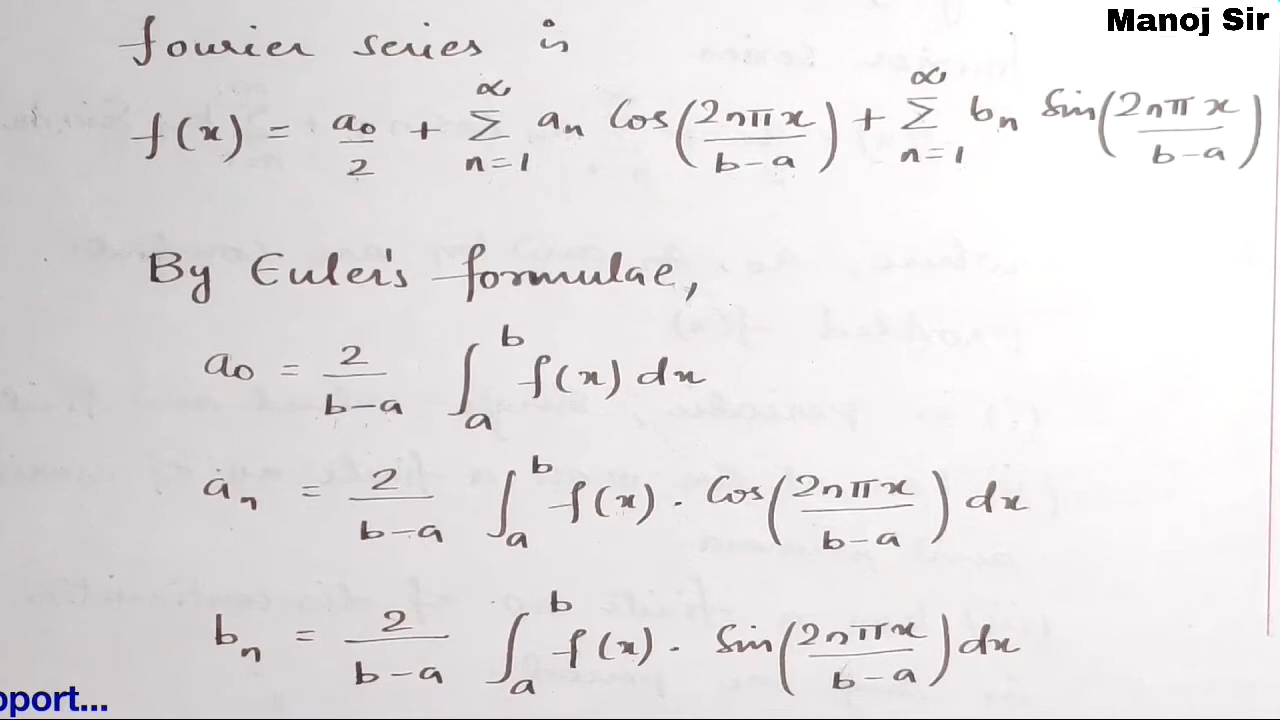 Manoj Sir
Fourier series is
f(x) = a₀/2 + ∑_{n=1}^{∞} aₙ Cos(2nπx/b-a) + ∑_{n=1}^{∞} bₙ Sin(2nπx/b-a)
By Euler's formulae,
a₀ = 2/b-a ∫_a^b f(x) dx
aₙ = 2/b-a ∫_a^b f(x) · Cos(2nπx/b-a) dx
bₙ = 2/b-a ∫_a^b f(x) · Sin(2nπx/b-a) dx
pport...